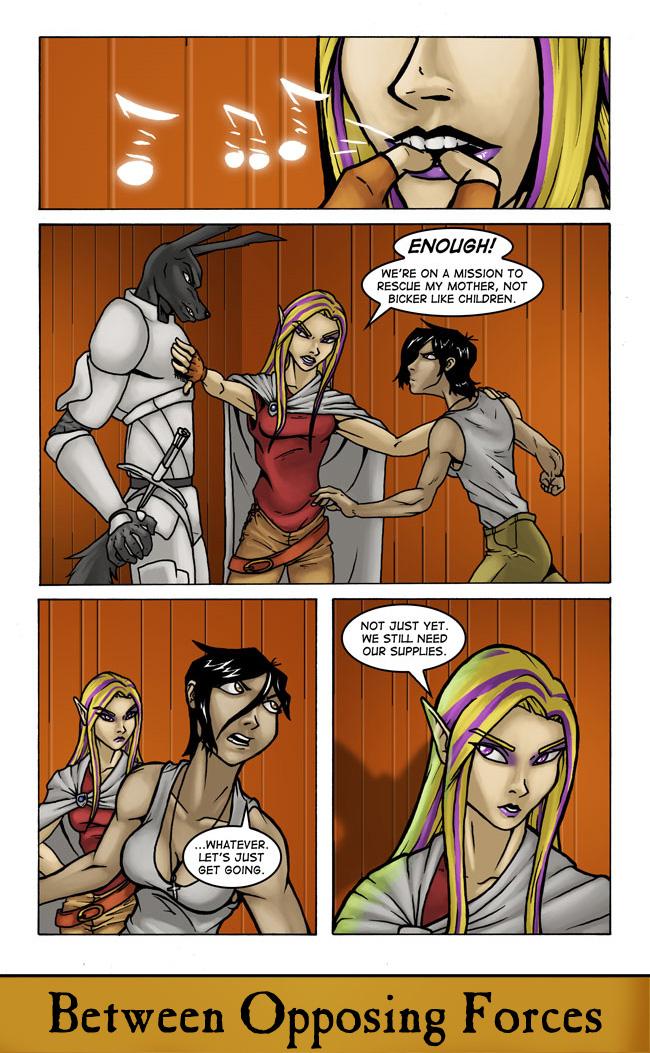 ENOUGH!
WE'RE ON A MISSION TO
RESCUE MY MOTHER, NOT
BICKER LIKE CHILDREN.
...WHATEVER.
LET'S JUST
GET GOING.
NOT JUST YET.
WE STILL NEED
OUR SUPPLIES.
Between Opposing Forces